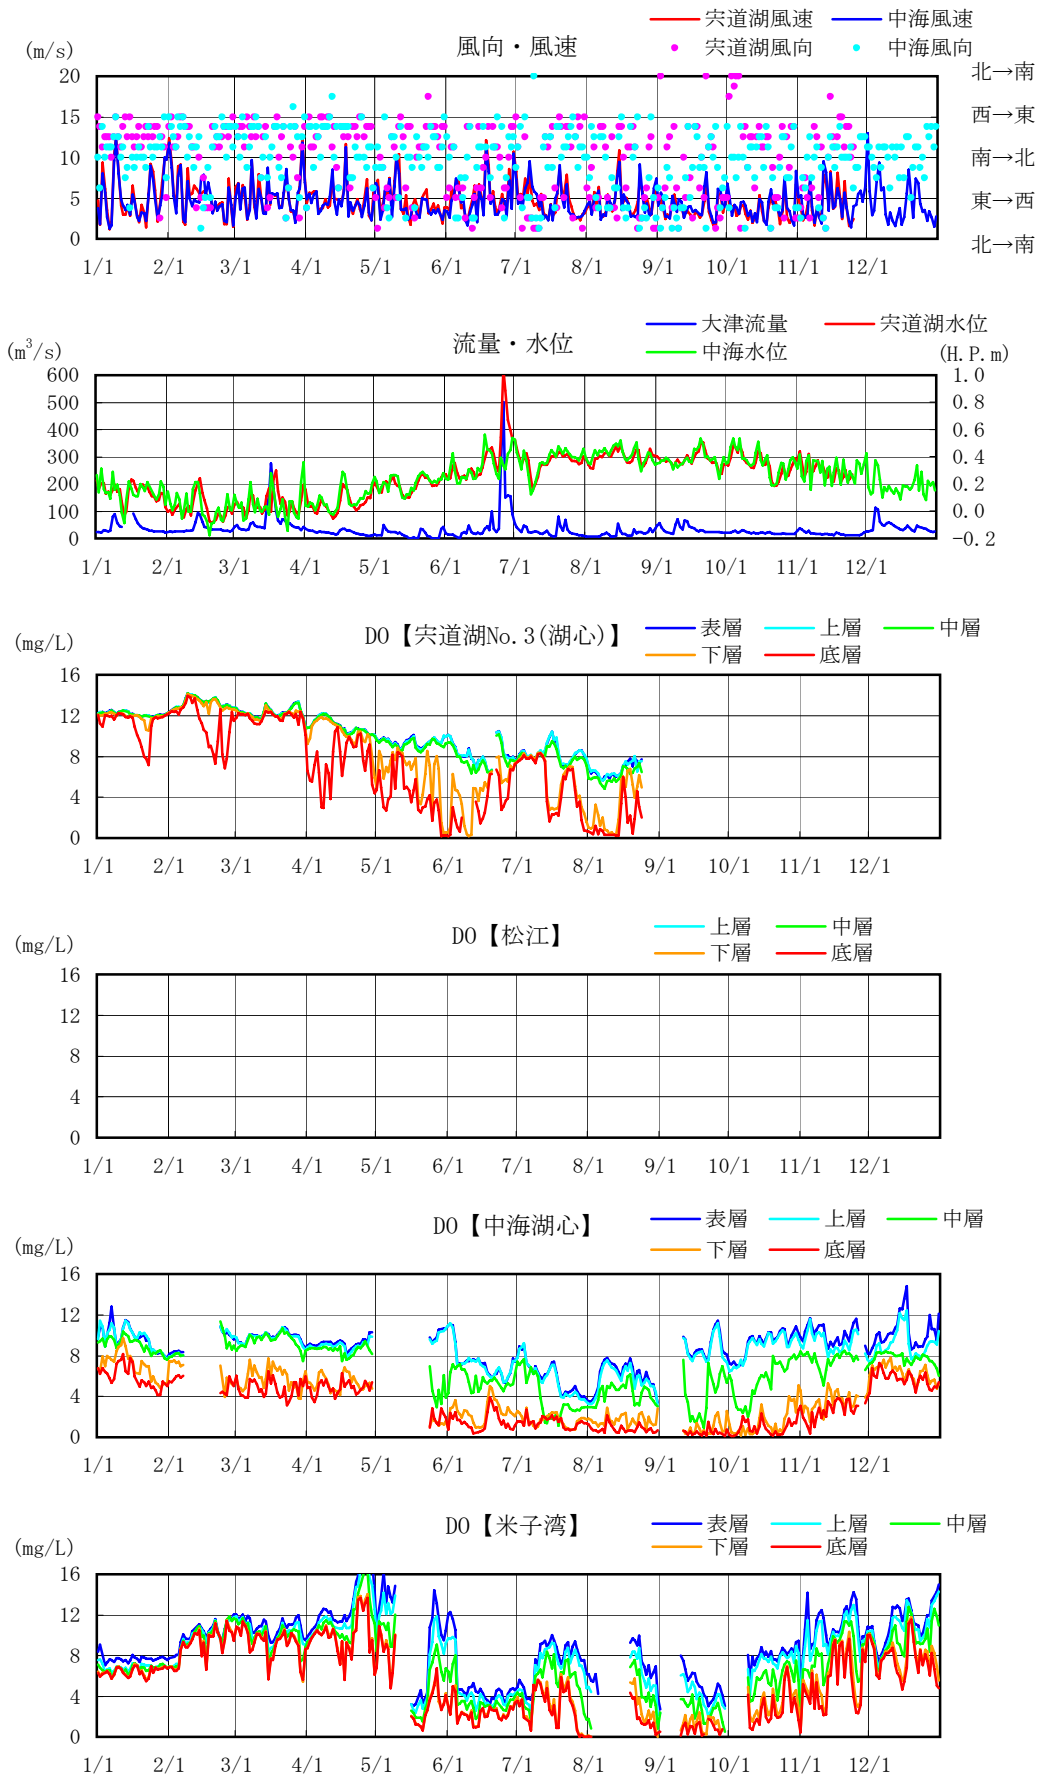 宍道湖風速 中海風速
(m/s) 風向・風速 宍道湖風向 中海風向
20 北→南
15 西→東
10 南→北
5 東→西
0 北→南
1/1 2/1 3/1 4/1 5/1 6/1 7/1 8/1 9/1 10/1 11/1 12/1
大津流量 宍道湖水位
(m3/s) 流量・水位 中海水位 (H.P.m)
600 1.0
500 0.8
400 0.6
300 0.4
200 0.2
100 0.0
0 -0.2
1/1 2/1 3/1 4/1 5/1 6/1 7/1 8/1 9/1 10/1 11/1 12/1
(mg/L) DO【宍道湖No.3(湖心)】 表層 上層 中層
下層 底層
16
12
8
4
0
1/1 2/1 3/1 4/1 5/1 6/1 7/1 8/1 9/1 10/1 11/1 12/1
(mg/L) DO【松江】 上層 中層
下層 底層
16
12
8
4
0
1/1 2/1 3/1 4/1 5/1 6/1 7/1 8/1 9/1 10/1 11/1 12/1
(mg/L) DO【中海湖心】 表層 上層 中層
下層 底層
16
12
8
4
0
1/1 2/1 3/1 4/1 5/1 6/1 7/1 8/1 9/1 10/1 11/1 12/1
(mg/L) DO【米子湾】 表層 上層 中層
下層 底層
16
12
8
4
0
1/1 2/1 3/1 4/1 5/1 6/1 7/1 8/1 9/1 10/1 11/1 12/1